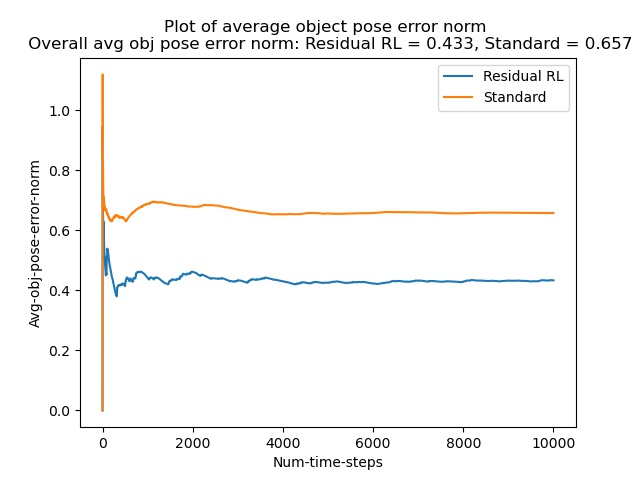 Plot of average object pose error norm
Overall avg obj pose error norm: Residual RL = 0.433, Standard = 0.657
Residual RL
Standard
Avg-obj-pose-error-norm
1.0
0.8
0.6
0.4
0.2
0.0
0 2000 4000 6000 8000 10000
Num-time-steps